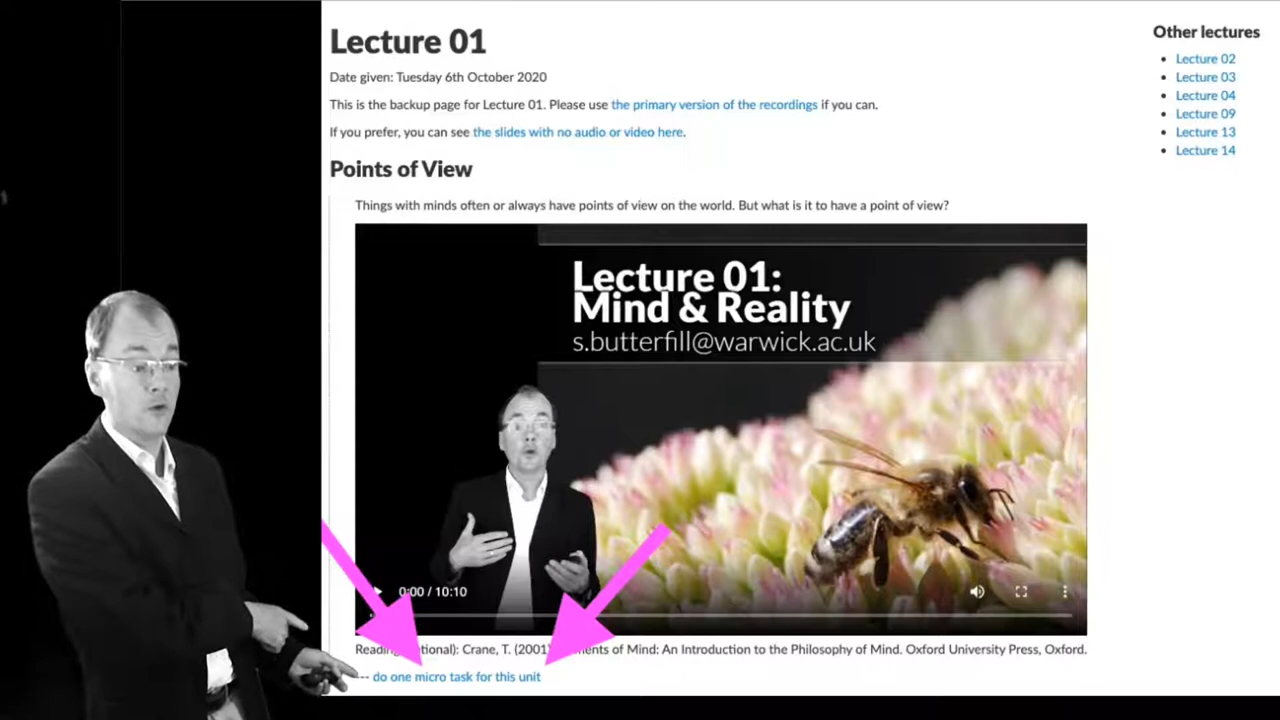 Lecture 01
Date given: Tuesday 6th October 2020
This is the backup page for Lecture 01. Please use the primary version of the recordings if you can.
If you prefer, you can see the slides with no audio or video here.
Points of View
Things with minds often or always have points of view on the world. But what is it to have a point of view?
Lecture 01:
Mind & Reality
s.butterfill@warwick.ac.uk
0:00 / 10:10
Crane, T. (2001) of Mind: An Introduction to the Philosophy of Mind. Oxford University Press, Oxford.
do one micro task for this unit
Other lectures
Lecture 02
Lecture 03
Lecture 04
Lecture 09
Lecture 13
Lecture 14